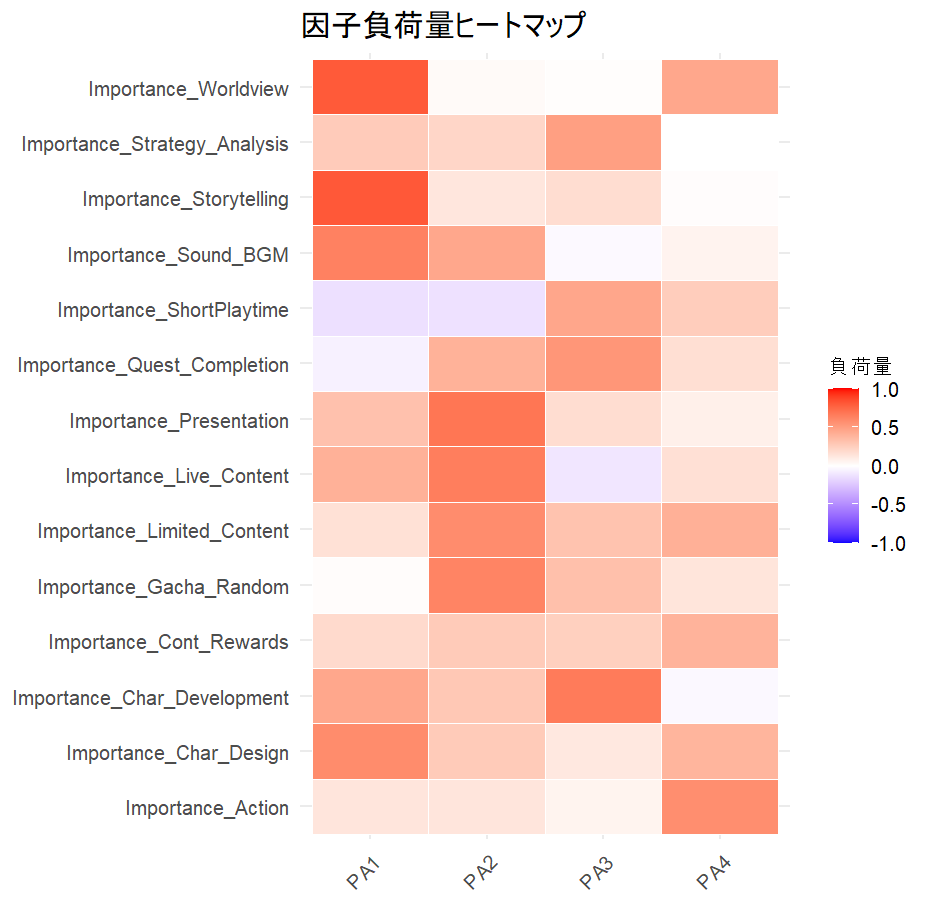 因子負荷量ヒートマップ
Importance_Worldview
Importance_Strategy_Analysis
Importance_Storytelling
Importance_Sound_BGM
Importance_ShortPlaytime
Importance_Quest_Completion
Importance_Presentation
Importance_Live_Content
Importance_Limited_Content
Importance_Gacha_Random
Importance_Cont_Rewards
Importance_Char_Development
Importance_Char_Design
Importance_Action
PA1
PA2
PA3
PA4
負荷量
1.0
0.5
0.0
-0.5
-1.0